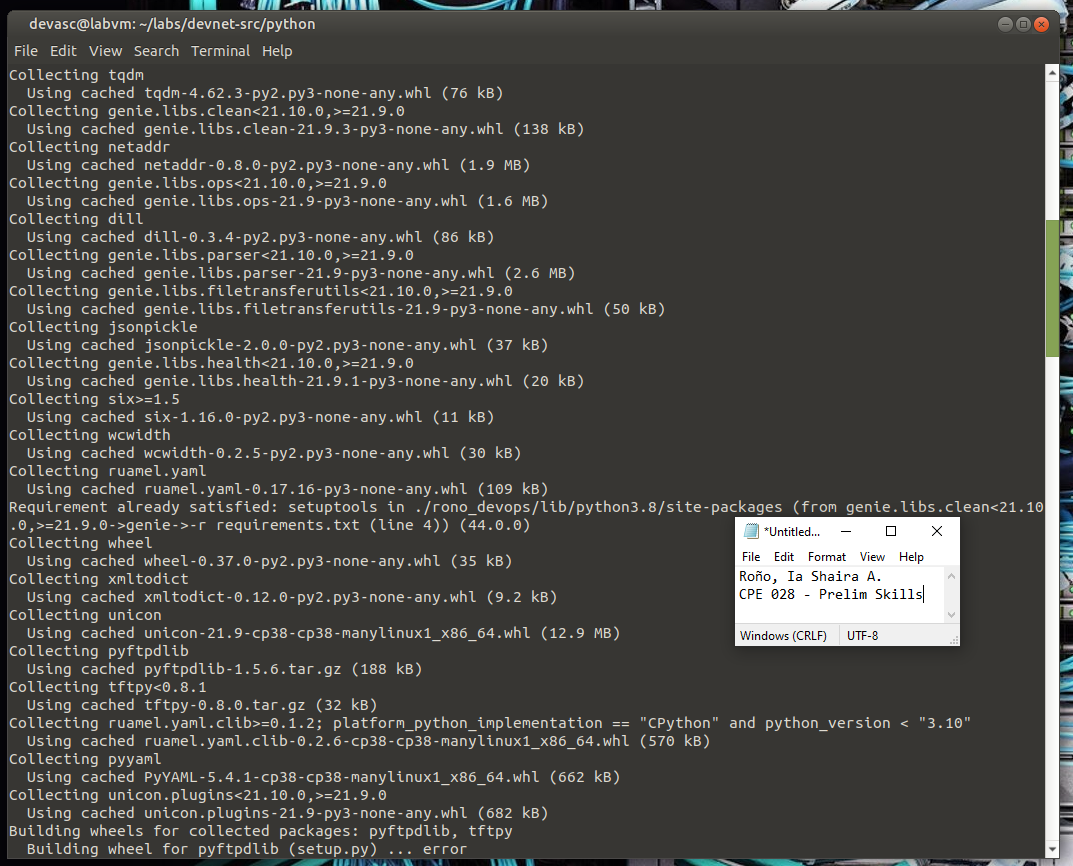 devasc@labvm: ~/labs/devnet-src/python
File Edit View Search Terminal Help
Collecting tqdm
  Using cached tqdm-4.62.3-py2.py3-none-any.whl (76 kB)
Collecting genie.libs.clean<21.10.0,>=21.9.0
  Using cached genie.libs.clean-21.9.3-py3-none-any.whl (138 kB)
Collecting netaddr
  Using cached netaddr-0.8.0-py2.py3-none-any.whl (1.9 MB)
Collecting genie.libs.ops<21.10.0,>=21.9.0
  Using cached genie.libs.ops-21.9-py3-none-any.whl (1.6 MB)
Collecting dill
  Using cached dill-0.3.4-py2.py3-none-any.whl (86 kB)
Collecting genie.libs.parser<21.10.0,>=21.9.0
  Using cached genie.libs.parser-21.9-py3-none-any.whl (2.6 MB)
Collecting genie.libs.filetransferutils<21.10.0,>=21.9.0
  Using cached genie.libs.filetransferutils-21.9-py3-none-any.whl (50 kB)
Collecting jsonpickle
  Using cached jsonpickle-2.0.0-py2.py3-none-any.whl (37 kB)
Collecting genie.libs.health<21.10.0,>=21.9.0
  Using cached genie.libs.health-21.9.1-py3-none-any.whl (20 kB)
Collecting six>=1.5
  Using cached six-1.16.0-py2.py3-none-any.whl (11 kB)
Collecting wcwidth
  Using cached wcwidth-0.2.5-py2.py3-none-any.whl (30 kB)
Collecting ruamel.yaml
  Using cached ruamel.yaml-0.17.16-py3-none-any.whl (109 kB)
Requirement already satisfied: setuptools in ./rono_devops/lib/python3.8/site-packages (from genie.libs.clean<21.10
.0,>=21.9.0->genie->-r requirements.txt (line 4)) (44.0.0)
Collecting wheel
  Using cached wheel-0.37.0-py2.py3-none-any.whl (35 kB)
Collecting xmltodict
  Using cached xmltodict-0.12.0-py2.py3-none-any.whl (9.2 kB)
Collecting unicon
  Using cached unicon-21.9-cp38-cp38-manylinux1_x86_64.whl (12.9 MB)
Collecting pyftpdlib
  Using cached pyftpdlib-1.5.6.tar.gz (188 kB)
Collecting tftpy<0.8.1
  Using cached tftpy-0.8.0.tar.gz (32 kB)
Collecting ruamel.yaml.clib>=0.1.2; platform_python_implementation == "CPython" and python_version < "3.10"
  Using cached ruamel.yaml.clib-0.2.6-cp38-cp38-manylinux1_x86_64.whl (570 kB)
Collecting pyyaml
  Using cached PyYAML-5.4.1-cp38-cp38-manylinux1_x86_64.whl (662 kB)
Collecting unicon.plugins<21.10.0,>=21.9.0
  Using cached unicon.plugins-21.9-py3-none-any.whl (682 kB)
Building wheels for collected packages: pyftpdlib, tftpy
  Building wheel for pyftpdlib (setup.py) ... error
*Untitled...
File Edit Format View Help
Roño, Ia Shaira A.
CPE 028 - Prelim Skills
Windows (CRLF) UTF-8